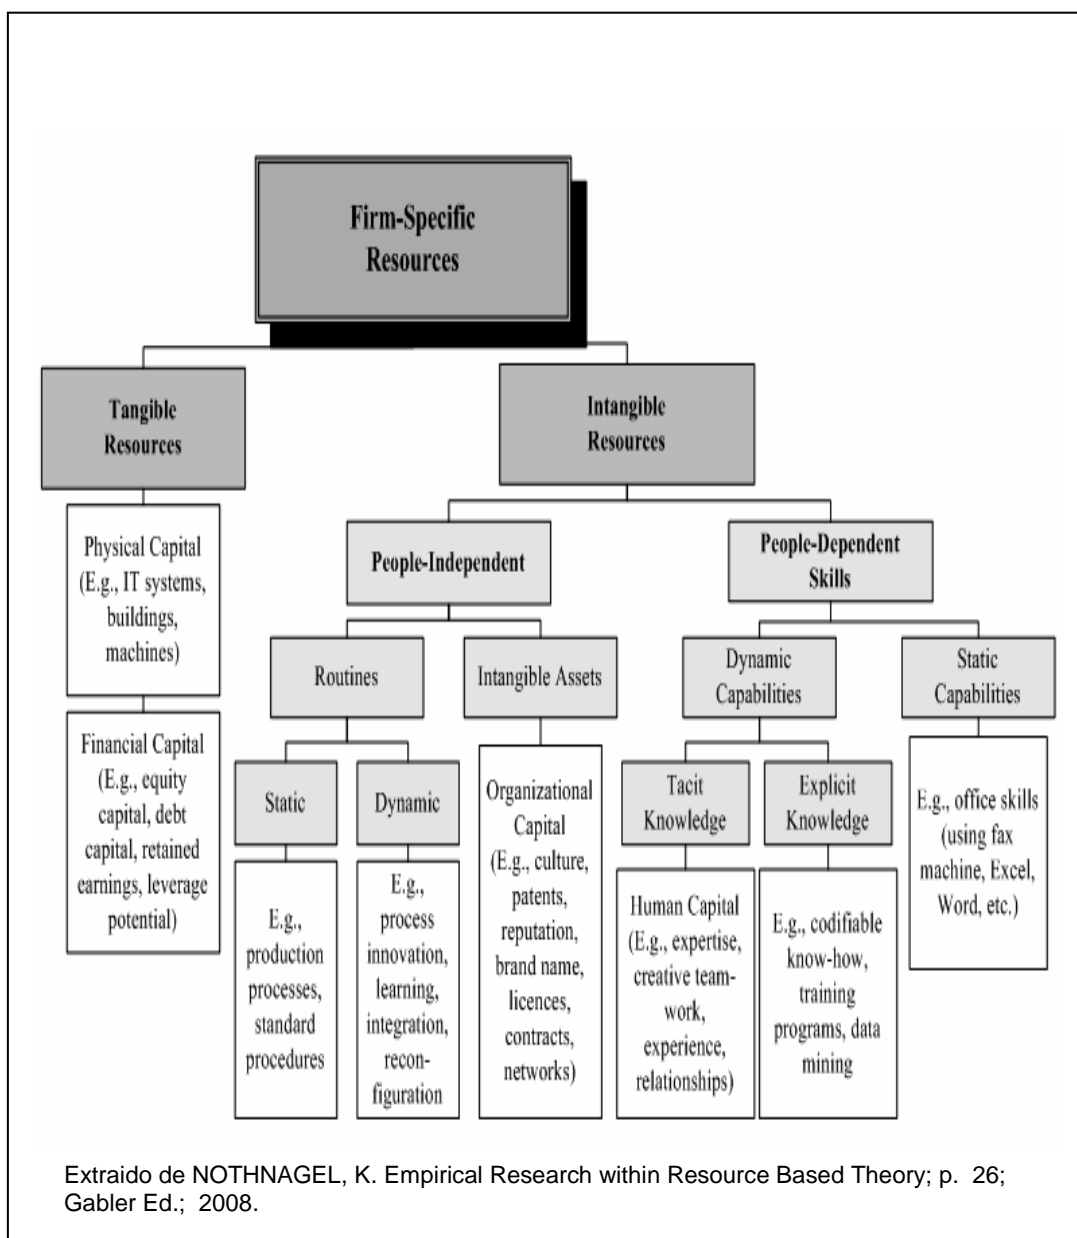 Firm-Specific
Resources
Tangible
Resources
Intangible
Resources
Physical Capital
(E.g., IT systems,
buildings,
machines)
Financial Capital
(E.g., equity
capital, debt
capital, retained
earnings, leverage
potential)
People-Independent
People-Dependent
Skills
Routines
Intangible Assets
Dynamic
Capabilities
Static
Capabilities
Static
Dynamic
Organizational
Capital
(E.g., culture,
patents,
reputation,
brand name,
licences,
contracts,
networks)
Tacit
Knowledge
Explicit
Knowledge
E.g., office skills
(using fax
machine, Excel,
Word, etc.)
E.g.,
production
processes,
standard
procedures
E.g.,
process
innovation,
learning,
integration,
recon-
figuration
Human Capital
(E.g., expertise,
creative team-
work,
experience,
relationships)
E.g., codifiable
know-how,
training
programs, data
mining
Extraido de NOTHNAGEL, K. Empirical Research within Resource Based Theory; p. 26;
Gabler Ed.; 2008.